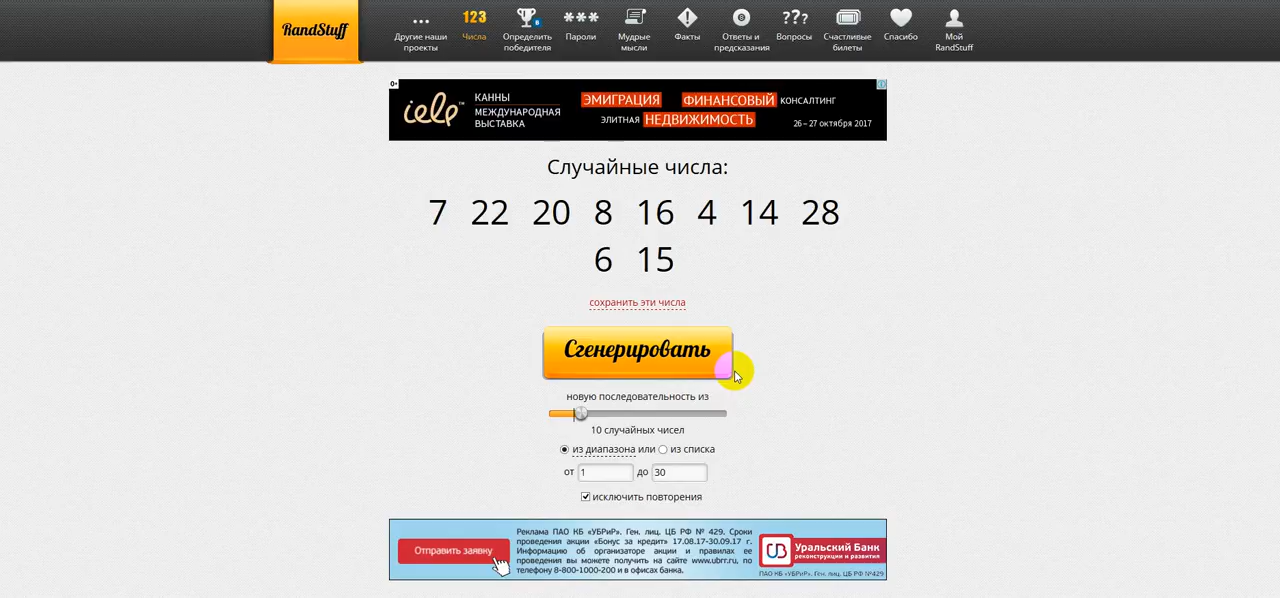 RandStuff
Другие наши проекты
123
Числа
6
Определить победителя
***
Пароли
Мудрые мысли
Факты
8
Ответы и предсказания
???
Вопросы
Счастливые билеты
Спасибо
Мой RandStuff
0+
ielp™
КАННЫ
МЕЖДУНАРОДНАЯ
ВЫСТАВКА
ЭМИГРАЦИЯ ФИНАНСОВЫЙ КОНСАЛТИНГ
ЭЛИТНАЯ НЕДВИЖИМОСТЬ
26 – 27 октября 2017
Случайные числа:
7 22 20 8 16 4 14 28
6 15
сохранить эти числа
Сгенерировать
новую последовательность из
10 случайных чисел
из диапазона или из списка
от 1 до 30
исключить повторения
Отправить заявку
Реклама ПАО КБ «УБРиР». Ген. лиц. ЦБ РФ № 429, Сроки
проведения акции «Бонус за кредит» 17.08.17-30.09.17 г.
Информацию об организаторе акции и правилах ее
проведения вы можете получить на сайте www.ubrr.ru, по
телефону 8-800-1000-200 и в офисах банка.
Уральский Банк
реконструкции и развития
ПАО КБ «УБРиР». Ген. лиц. ЦБ РФ №429